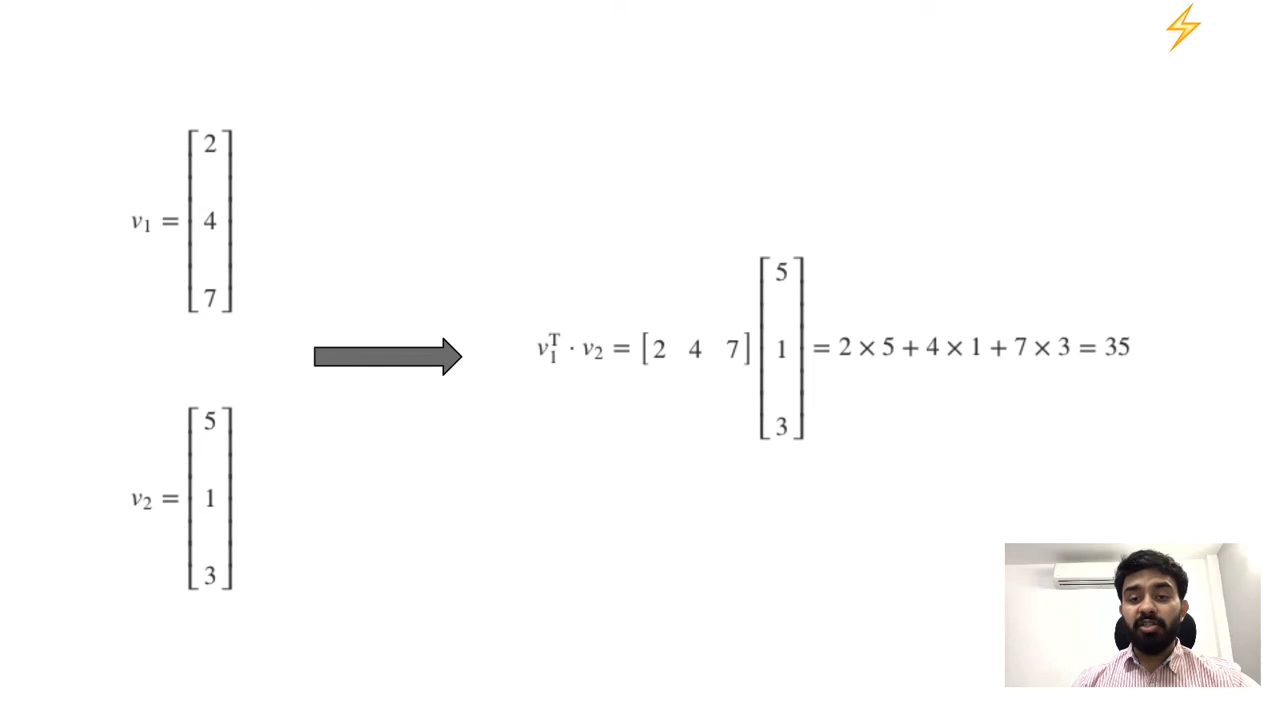 v₁ = [2 4 7]
v₂ = [5 1 3]
v₁ᵀ · v₂ = [2 4 7] [5 1 3] = 2 × 5 + 4 × 1 + 7 × 3 = 35